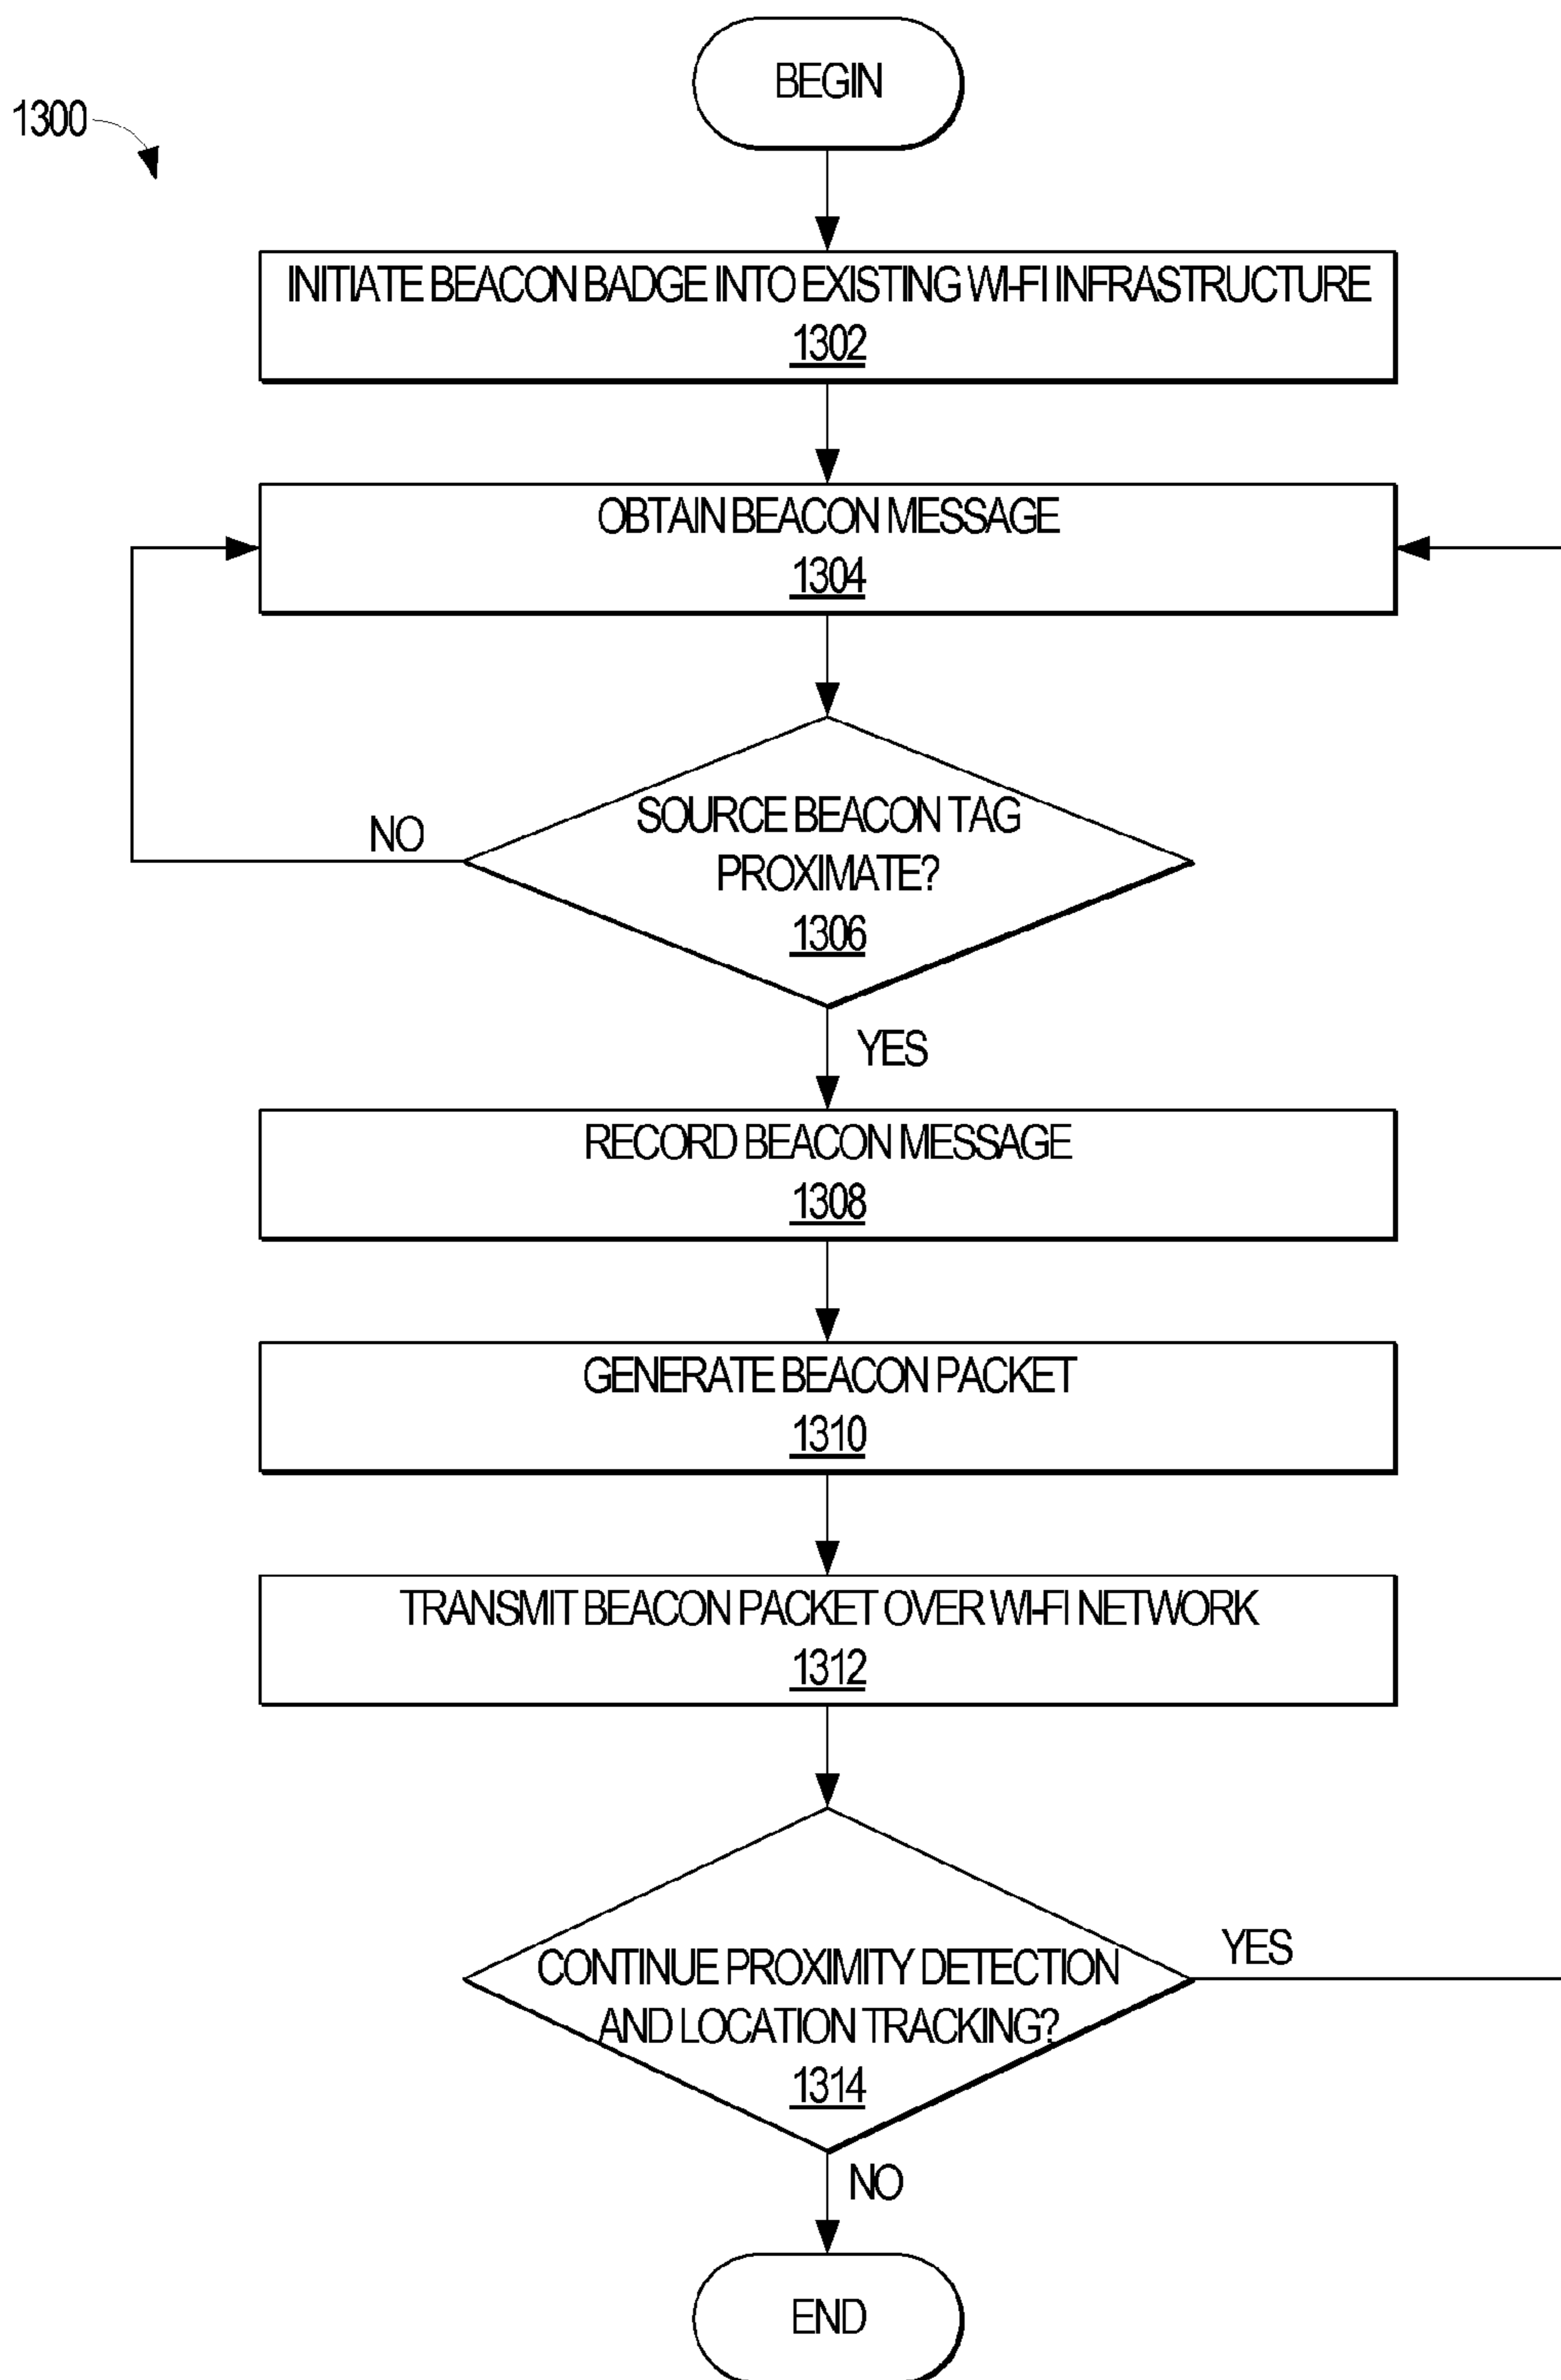 BEGIN
1300
INITIATE BEACON BADGE INTO EXISTING WI-FI INFRASTRUCTURE
1302
OBTAIN BEACON MESSAGE
1304
SOURCE BEACON TAG
PROXIMATE?
1306
NO
YES
RECORD BEACON MESSAGE
1308
GENERATE BEACON PACKET
1310
TRANSMIT BEACON PACKET OVER WI-FI NETWORK
1312
CONTINUE PROXIMITY DETECTION
AND LOCATION TRACKING?
1314
YES
NO
END